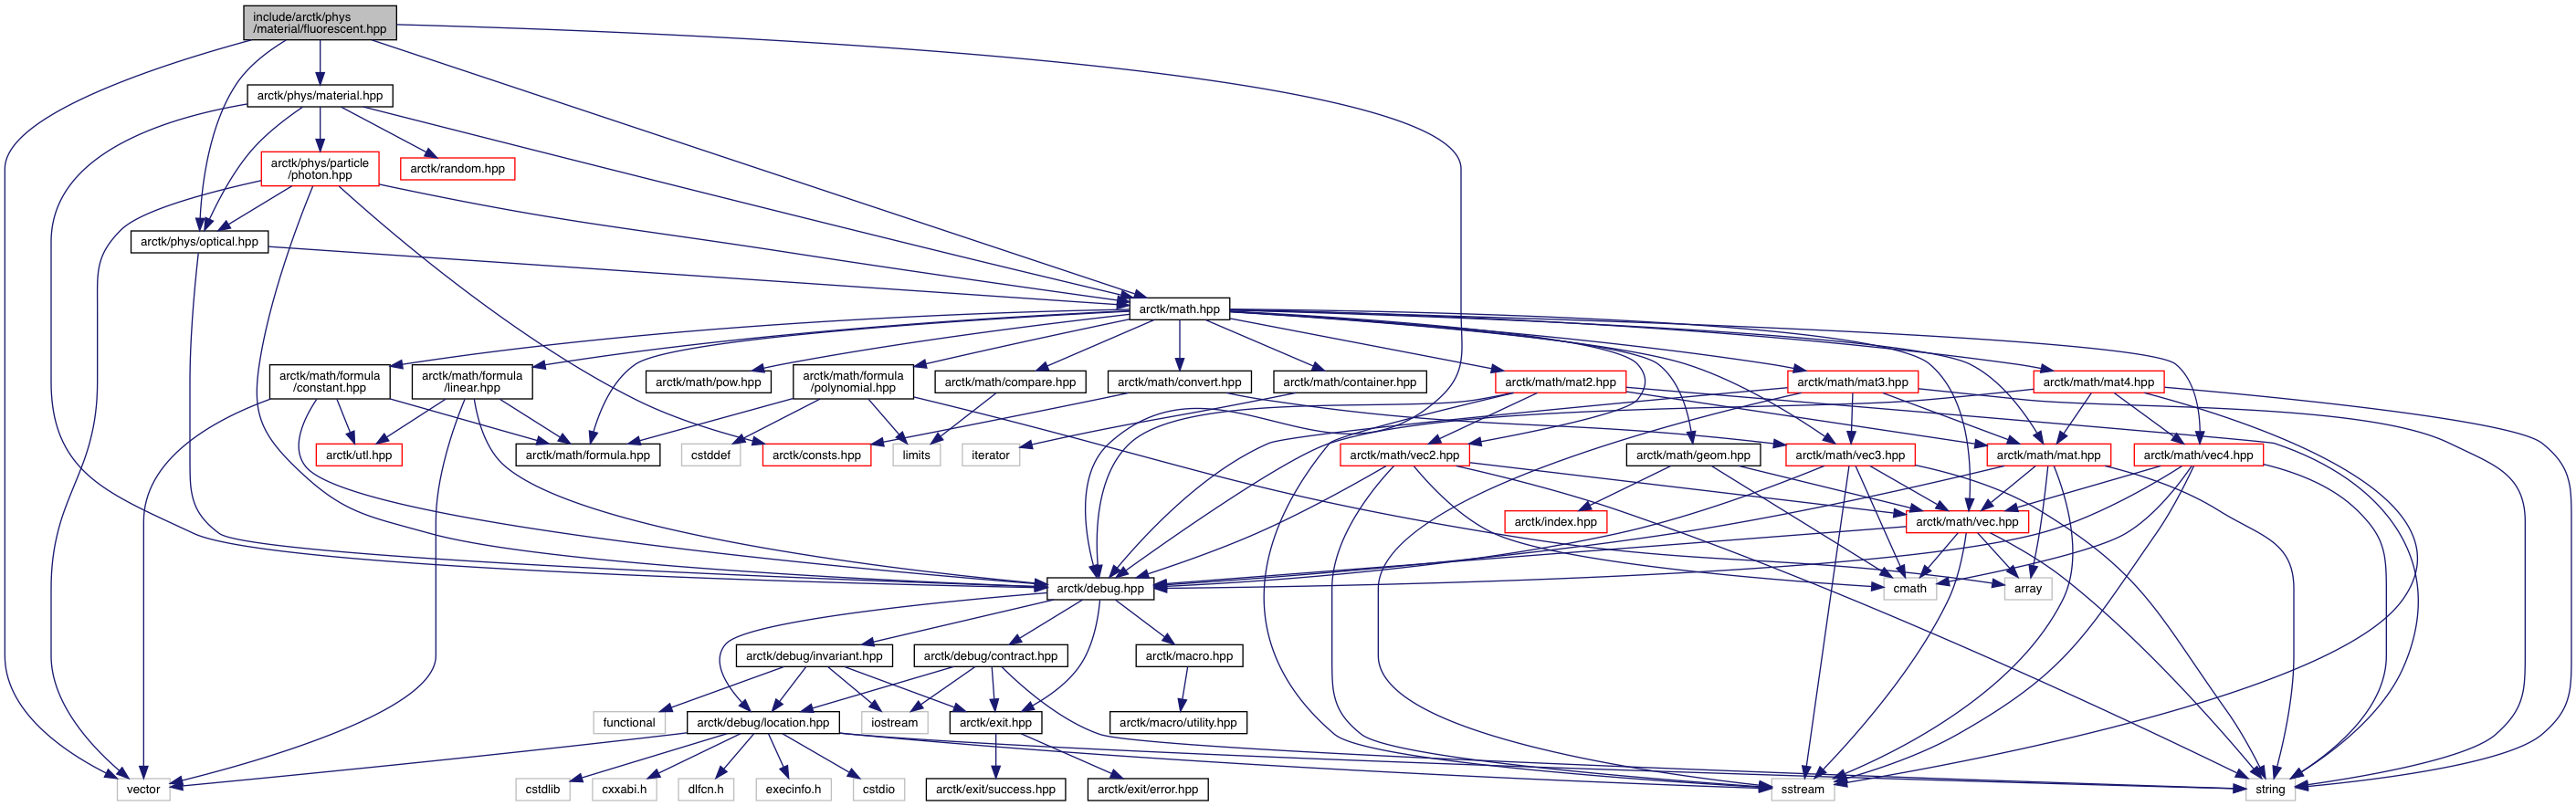 include/arctk/phys
/material/fluorescent.hpp
arctk/phys/material.hpp
arctk/phys/particle
/photon.hpp
arctk/random.hpp
arctk/phys/optical.hpp
arctk/math.hpp
arctk/math/formula
/constant.hpp
arctk/math/formula
/linear.hpp
arctk/math/pow.hpp
arctk/math/formula
/polynomial.hpp
arctk/math/compare.hpp
arctk/math/convert.hpp
arctk/math/container.hpp
arctk/math/mat2.hpp
arctk/math/mat3.hpp
arctk/math/mat4.hpp
arctk/utl.hpp
arctk/math/formula.hpp
cstddef
arctk/consts.hpp
limits
iterator
arctk/math/vec2.hpp
arctk/math/geom.hpp
arctk/math/vec3.hpp
arctk/math/mat.hpp
arctk/math/vec4.hpp
arctk/index.hpp
arctk/math/vec.hpp
arctk/debug.hpp
cmath
array
arctk/debug/invariant.hpp
arctk/debug/contract.hpp
arctk/macro.hpp
functional
arctk/debug/location.hpp
iostream
arctk/exit.hpp
arctk/macro/utility.hpp
vector
cstdlib
cxxabi.h
dlfcn.h
execinfo.h
cstdio
arctk/exit/success.hpp
arctk/exit/error.hpp
sstream
string